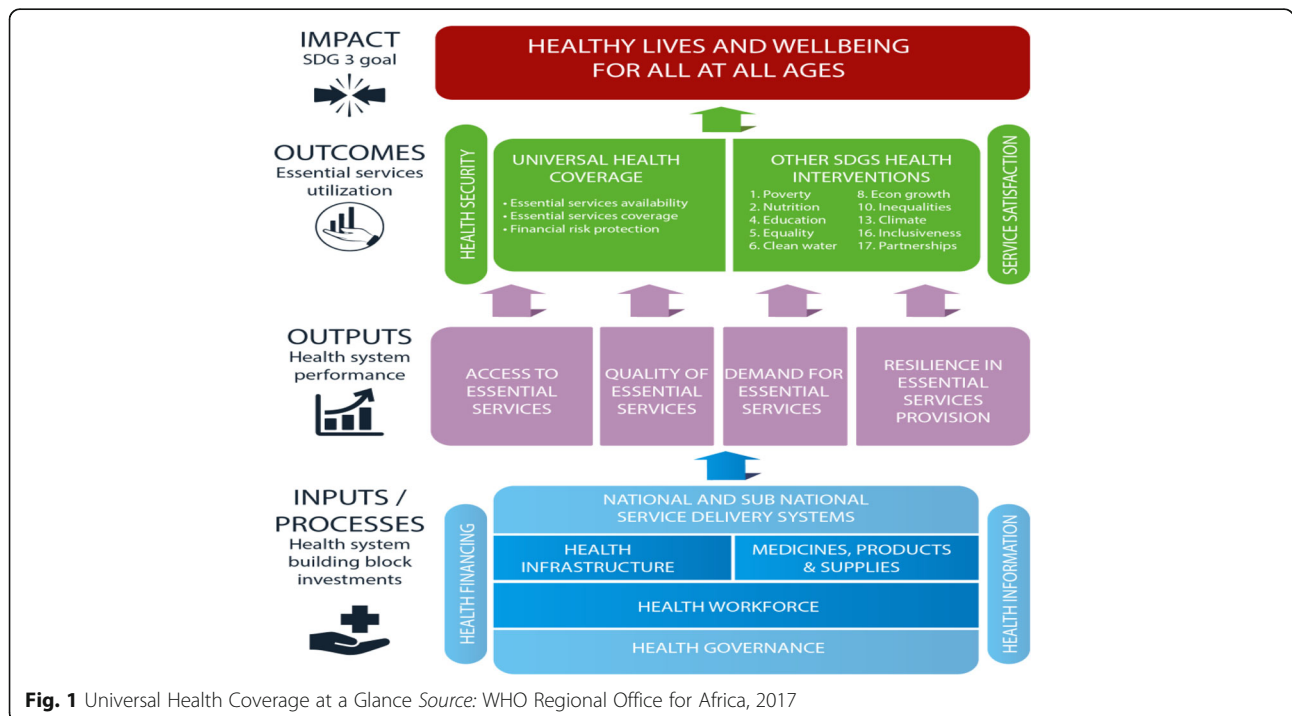 IMPACT
SDG 3 goal
HEALTHY LIVES AND WELLBEING
FOR ALL AT ALL AGES
OUTCOMES
Essential services
utilization
HEALTH SECURITY
UNIVERSAL HEALTH
COVERAGE
• Essential services availability
• Essential services coverage
• Financial risk protection
OTHER SDGS HEALTH
INTERVENTIONS
1. Poverty
2. Nutrition
4. Education
5. Equality
6. Clean water
8. Econ growth
10. Inequalities
13. Climate
16. Inclusiveness
17. Partnerships
SERVICE SATISFACTION
OUTPUTS
Health system
performance
ACCESS TO
ESSENTIAL
SERVICES
QUALITY OF
ESSENTIAL
SERVICES
DEMAND FOR
ESSENTIAL
SERVICES
RESILIENCE IN
ESSENTIAL
SERVICES
PROVISION
INPUTS /
PROCESSES
Health system
building block
investments
HEALTH FINANCING
NATIONAL AND SUB NATIONAL
SERVICE DELIVERY SYSTEMS
HEALTH
INFRASTRUCTURE
MEDICINES, PRODUCTS
& SUPPLIES
HEALTH WORKFORCE
HEALTH GOVERNANCE
HEALTH INFORMATION
Fig. 1 Universal Health Coverage at a Glance Source: WHO Regional Office for Africa, 2017